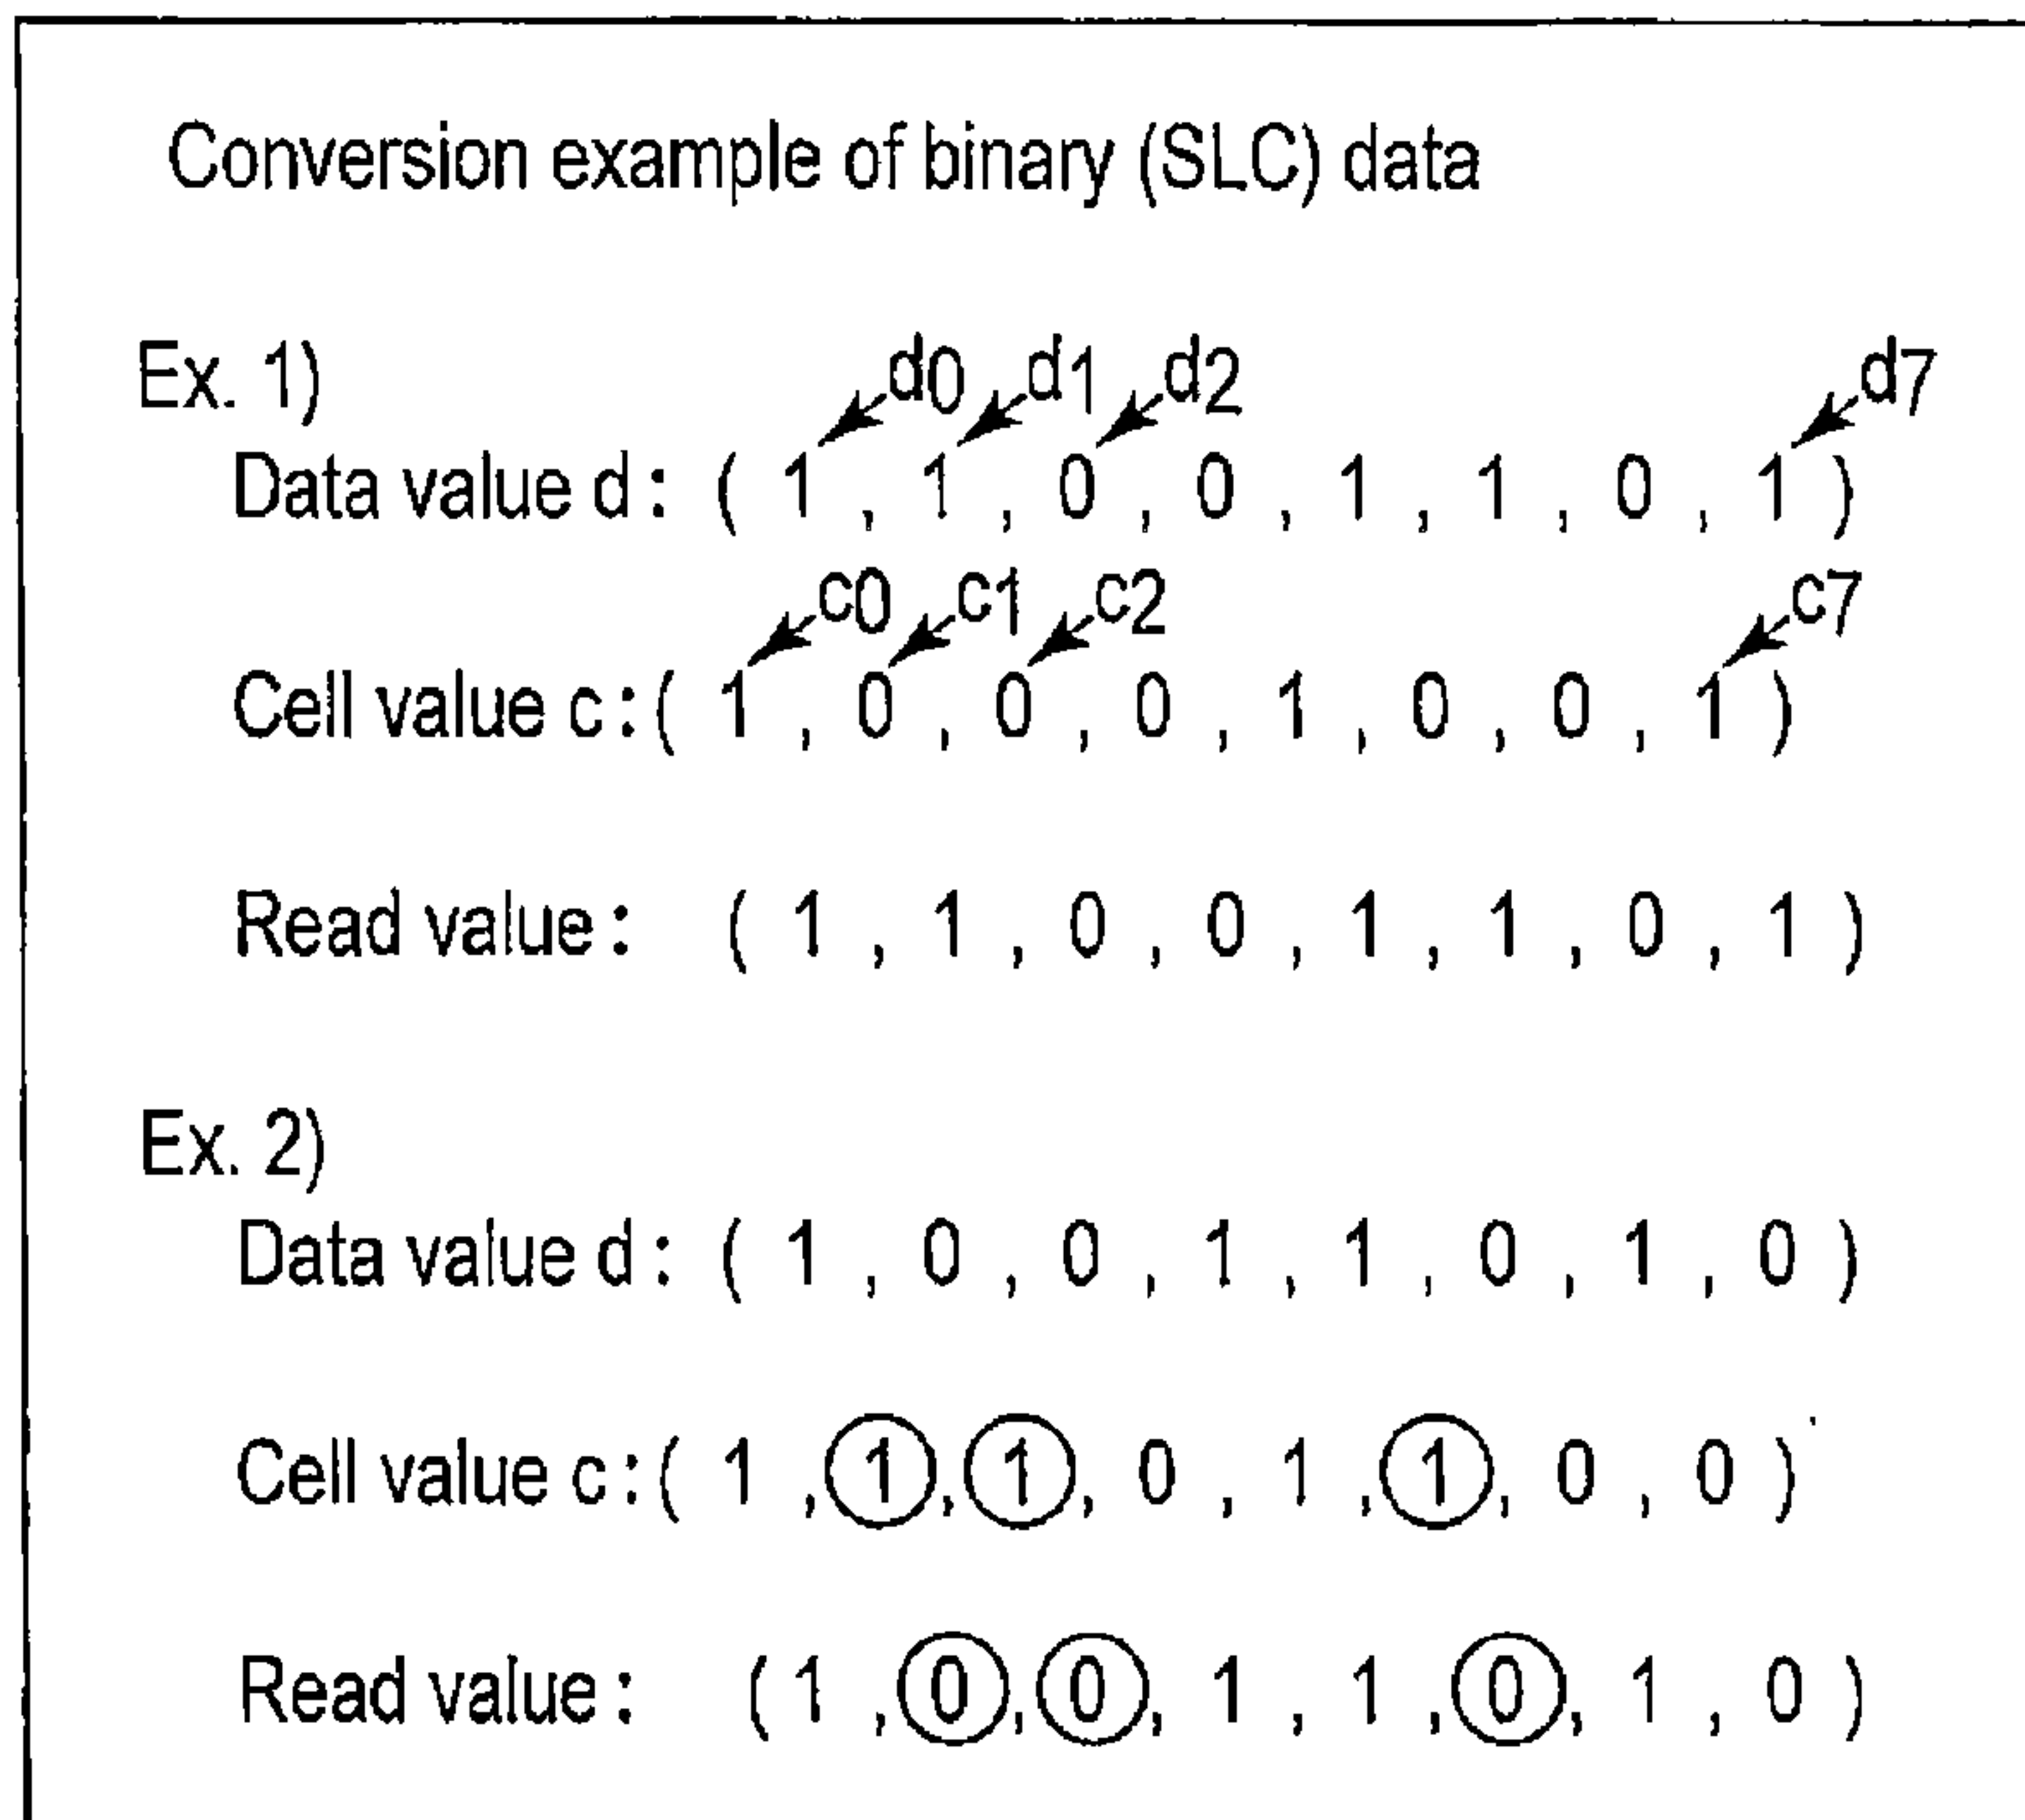 Conversion example of binary (SLC) data
Ex. 1)
d0 d1 d2 d7
Data value d : ( 1 , 1 , 0 , 0 , 1 , 1 , 0 , 1 )
c0 c1 c2 c7
Cell value c : ( 1 , 0 , 0 , 0 , 1 , 0 , 0 , 1 )
Read value : ( 1 , 1 , 0 , 0 , 1 , 1 , 0 , 1 )
Ex. 2)
Data value d : ( 1 , 0 , 0 , 1 , 1 , 0 , 1 , 0 )
Cell value c : ( 1 , 1 , 1 , 0 , 1 , 1 , 0 , 0 )
Read value : ( 1 , 0 , 0 , 1 , 1 , 0 , 1 , 0 )